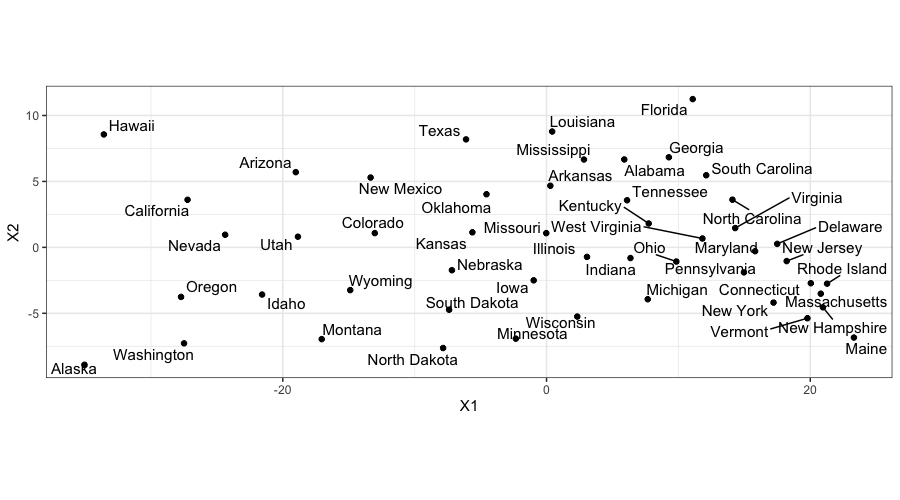 Florida
10
Hawaii
Louisiana
Texas
Mississippi
Georgia
Arizona
Alabama
South Carolina
5
New Mexico
Arkansas
Tennessee
Virginia
California
Oklahoma
Kentucky
North Carolina
Colorado
Missouri
West Virginia
Delaware
X2
0
Nevada
Utah
Kansas
Illinois
Ohio
Maryland
New Jersey
Nebraska
Indiana
Pennsylvania
Rhode Island
Oregon
Wyoming
Iowa
Michigan
Connecticut
Idaho
South Dakota
Massachusetts
-5
New York
Montana
Wisconsin
Minnesota
Vermont
New Hampshire
Washington
North Dakota
Maine
Alaska
-20
0
20
X1